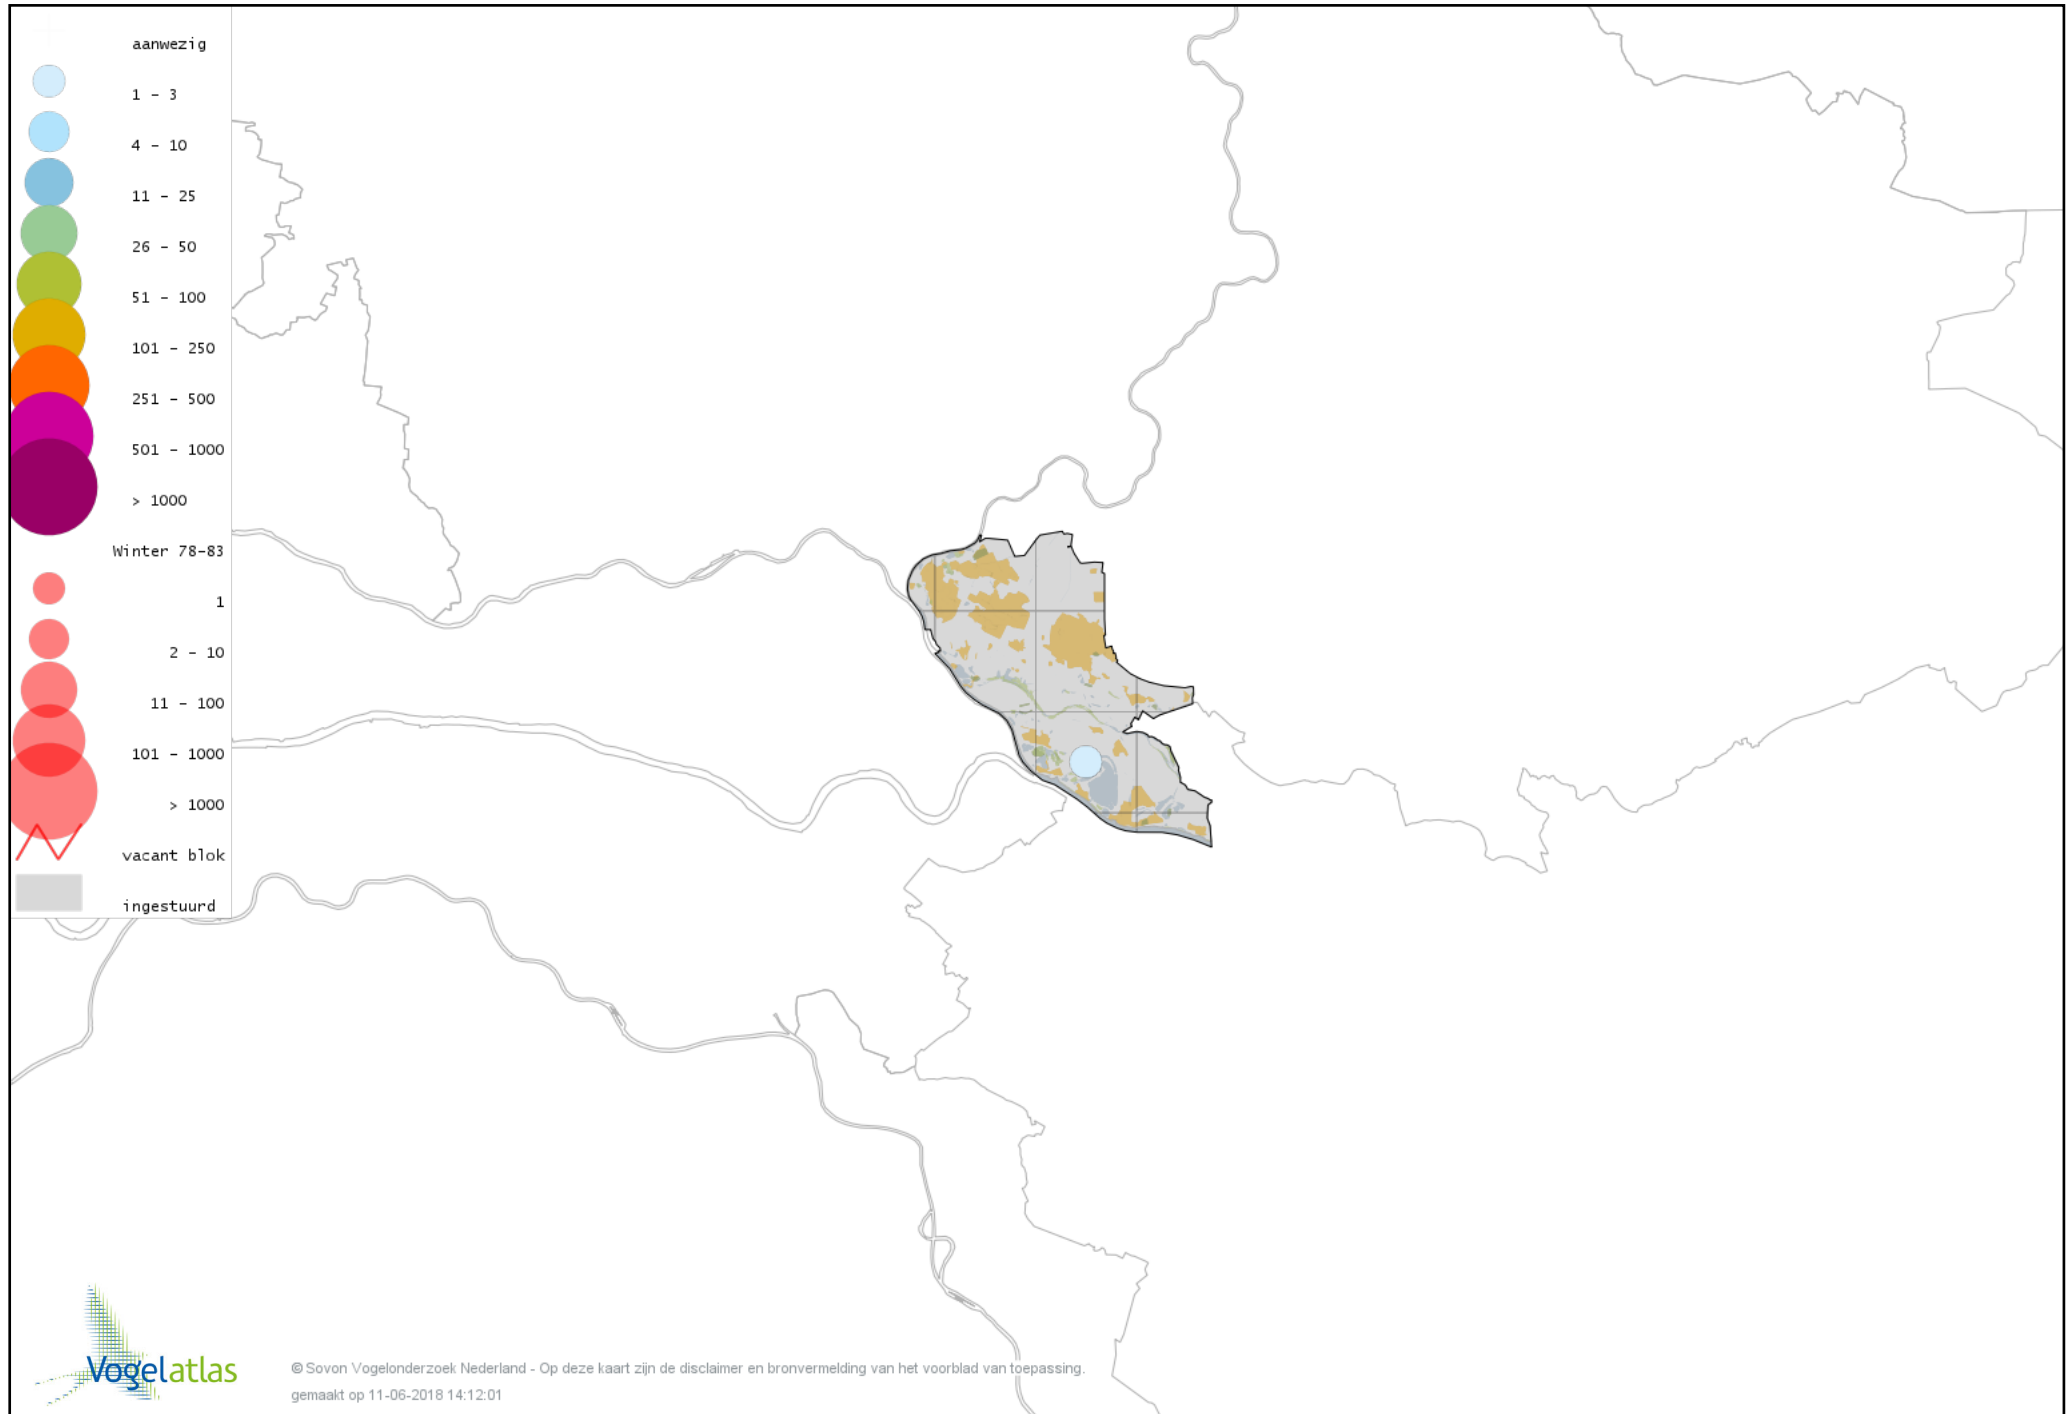 aanwezig
1 - 3
4 - 10
11 - 25
26 - 50
51 - 100
101 - 250
251 - 500
501 - 1000
> 1000
Winter 78-83
1
2 - 10
11 - 100
101 - 1000
> 1000
vacant blok
ingestuurd
Vogelatlas
© Sovon Vogelonderzoek Nederland - Op deze kaart zijn de disclaimer en bronvermelding van het voorblad van toepassing.
gemaakt op 11-06-2018 14:12:01